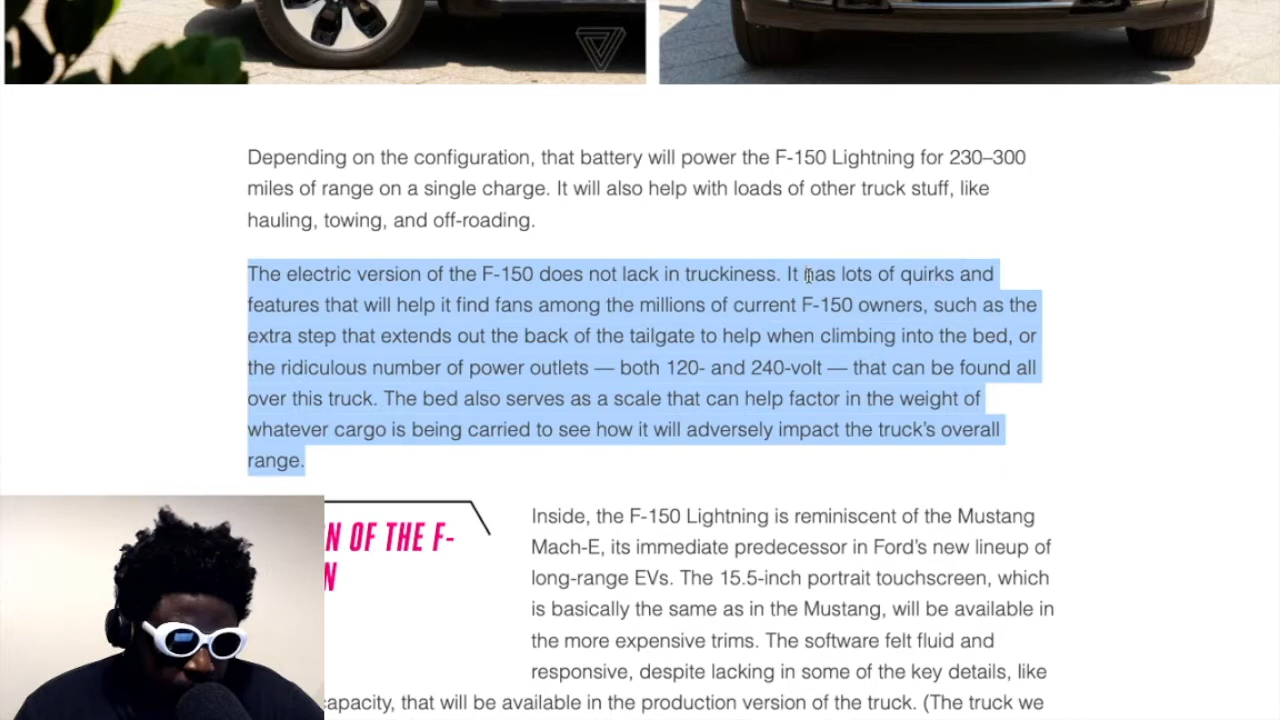 Depending on the configuration, that battery will power the F-150 Lightning for 230–300
miles of range on a single charge. It will also help with loads of other truck stuff, like
hauling, towing, and off-roading.
The electric version of the F-150 does not lack in truckiness. It has lots of quirks and
features that will help it find fans among the millions of current F-150 owners, such as the
extra step that extends out the back of the tailgate to help when climbing into the bed, or
the ridiculous number of power outlets — both 120- and 240-volt — that can be found all
over this truck. The bed also serves as a scale that can help factor in the weight of
whatever cargo is being carried to see how it will adversely impact the truck's overall
range.
N OF THE F-
N
Inside, the F-150 Lightning is reminiscent of the Mustang
Mach-E, its immediate predecessor in Ford's new lineup of
long-range EVs. The 15.5-inch portrait touchscreen, which
is basically the same as in the Mustang, will be available in
the more expensive trims. The software felt fluid and
responsive, despite lacking in some of the key details, like
capacity, that will be available in the production version of the truck. (The truck we